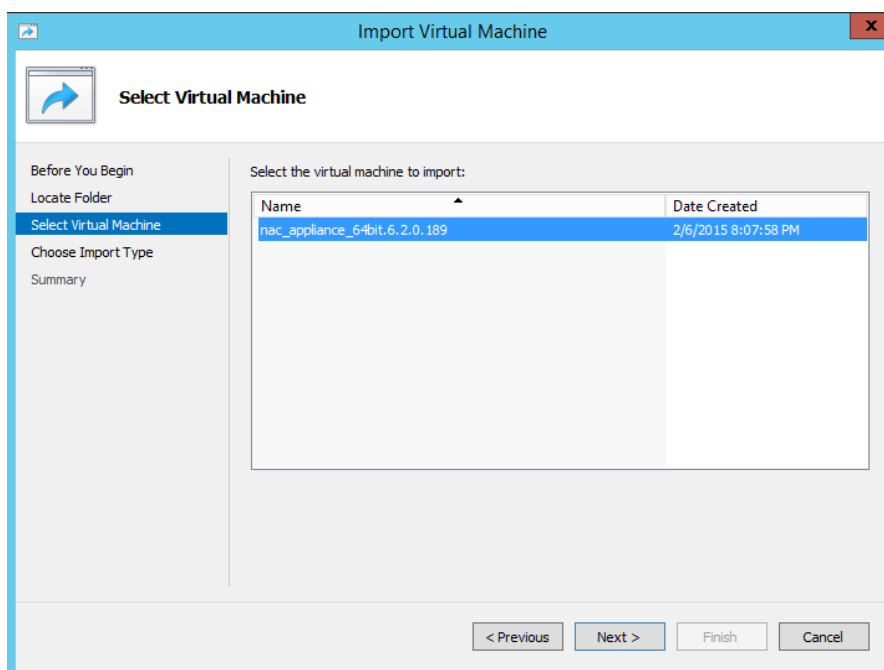 Import Virtual Machine
x
Select Virtual Machine
Before You Begin
Locate Folder
Select Virtual Machine
Choose Import Type
Summary
Select the virtual machine to import:
Name Date Created
nac_appliance_64bit.6.2.0.189 2/6/2015 8:07:58 PM
< Previous Next > Finish Cancel